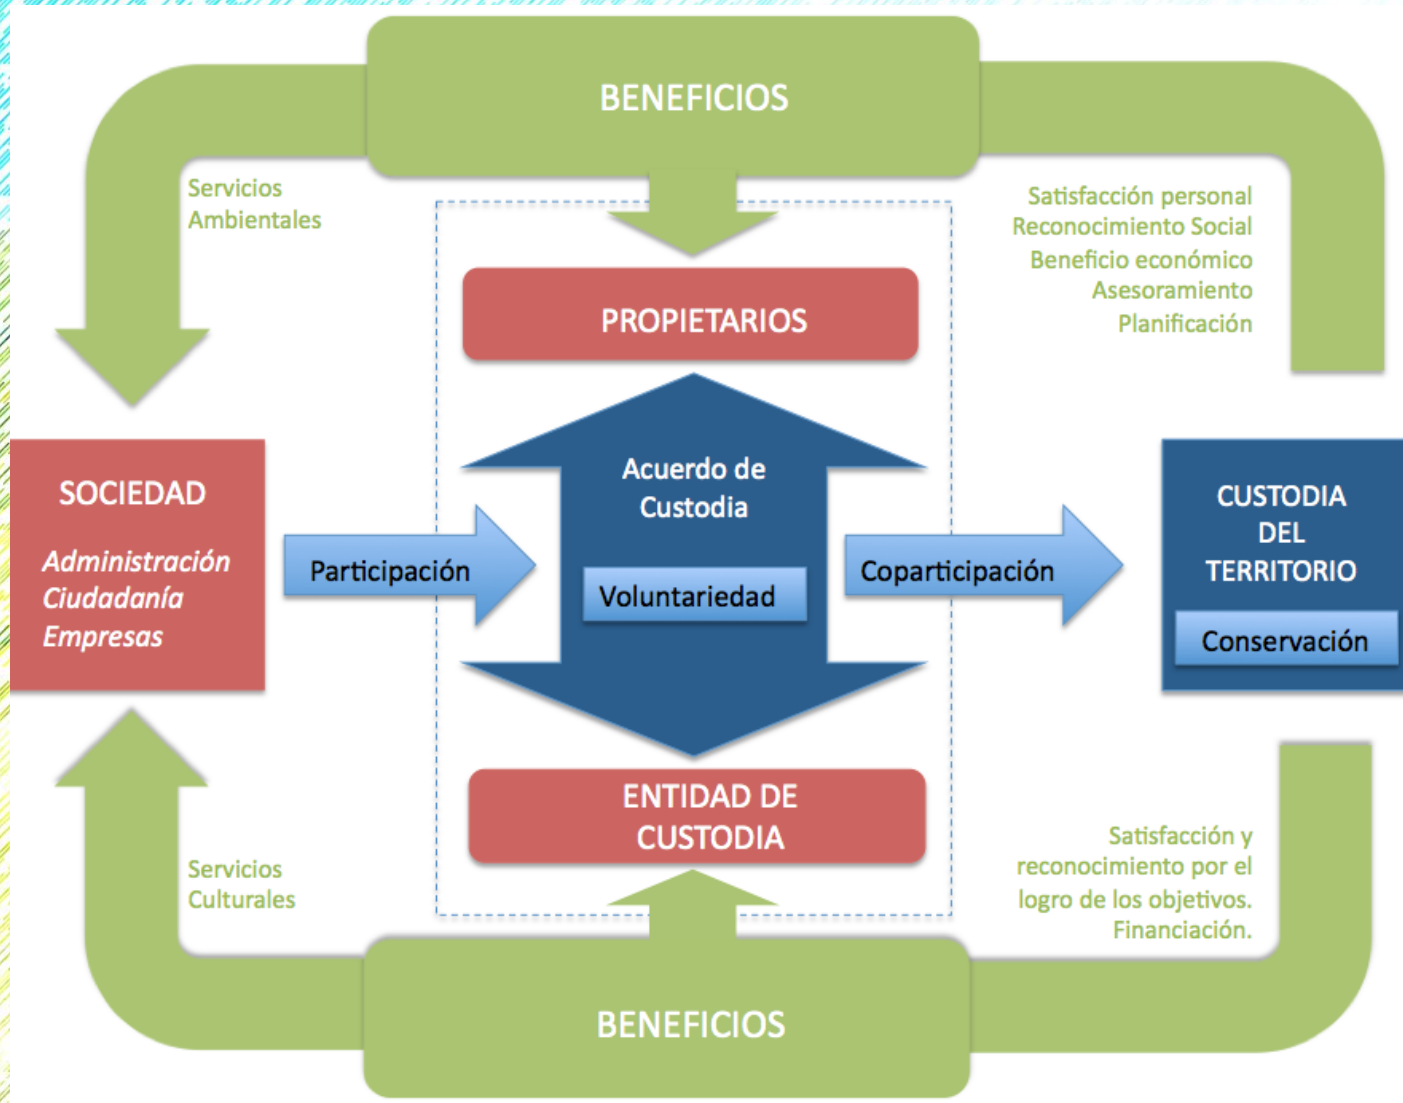 BENEFICIOS
Servicios
Ambientales
Satisfacción personal
Reconocimiento Social
Beneficio económico
Asesoramiento
Planificación
PROPIETARIOS
SOCIEDAD
Administración
Ciudadanía
Empresas
Participación
Acuerdo de
Custodia
Voluntariedad
Coparticipación
CUSTODIA
DEL
TERRITORIO
Conservación
ENTIDAD DE
CUSTODIA
Servicios
Culturales
Satisfacción y
reconocimiento por el
logro de los objetivos.
Financiación.
BENEFICIOS